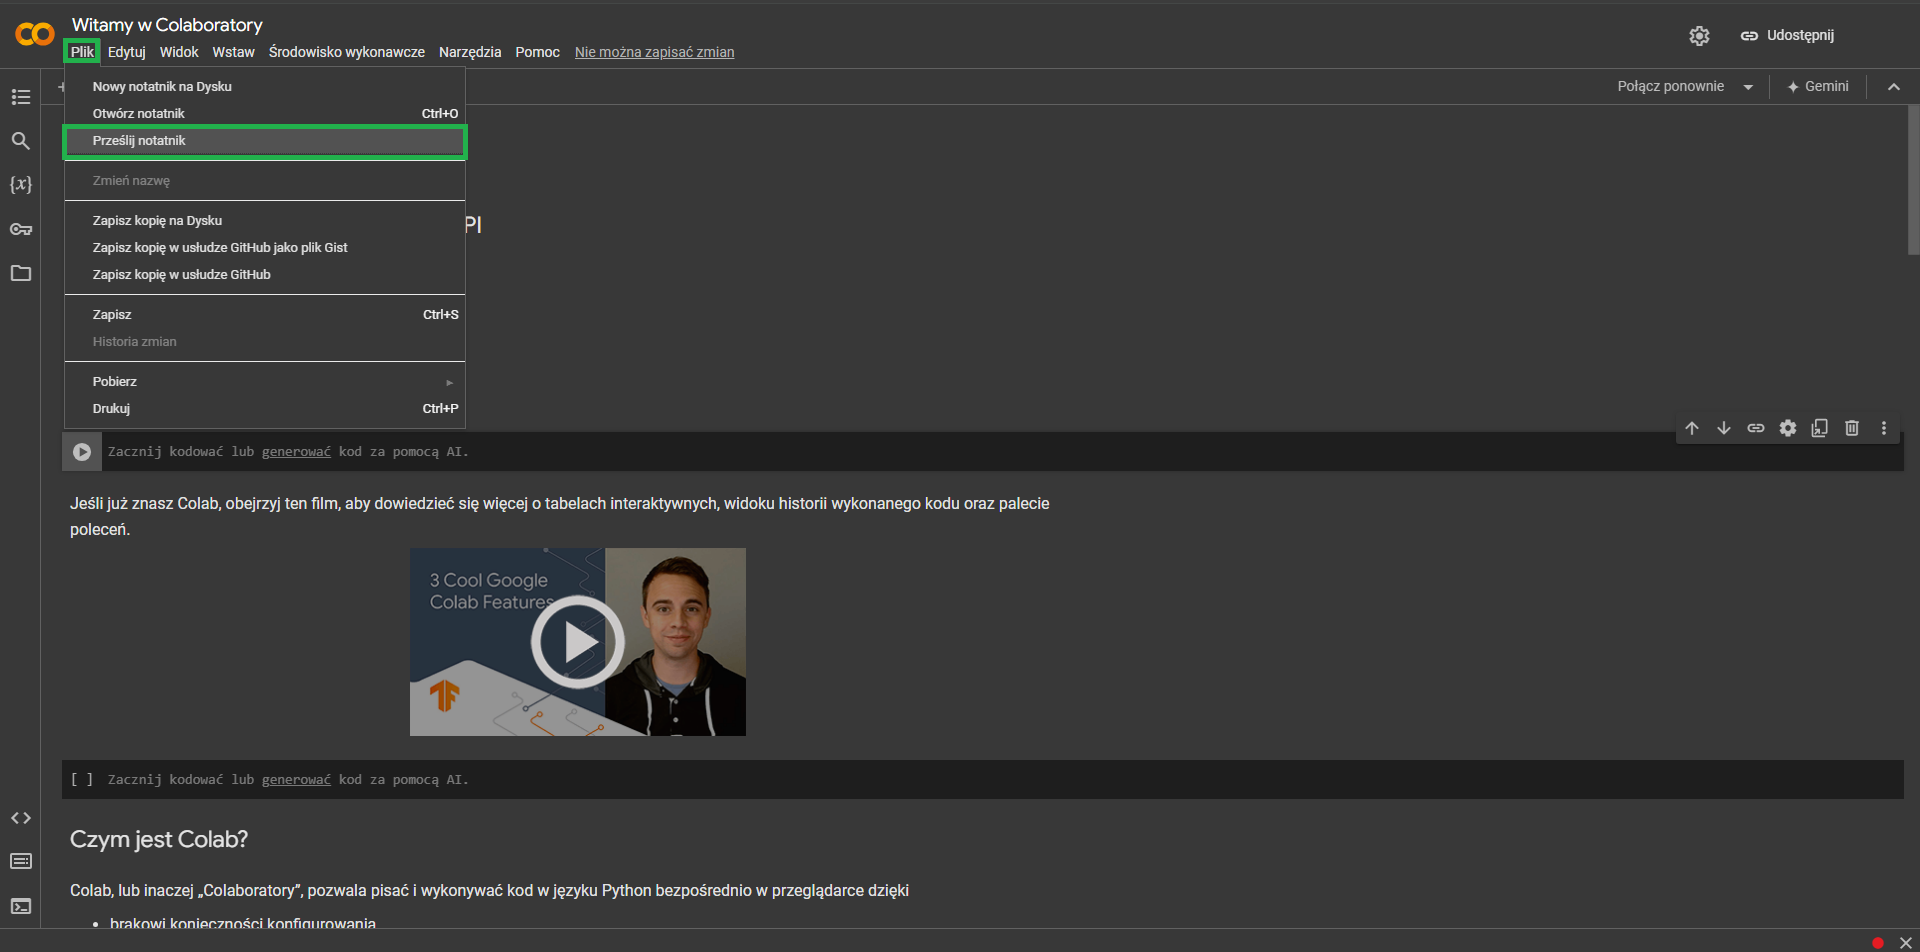 Witamy w Colaboratory
Plik Edytuj Widok Wstaw Środowisko wykonawcze Narzędzia Pomoc Nie można zapisać zmian
Udostępnij
Połącz ponownie
Gemini
Nowy notatnik na Dysku
Otwórz notatnik Ctrl+O
Prześlij notatnik
Zmień nazwę
Zapisz kopię na Dysku
PI
Zapisz kopię w usłudze GitHub jako plik Gist
Zapisz kopię w usłudze GitHub
Zapisz Ctrl+S
Historia zmian
Pobierz
Drukuj Ctrl+P
Zacznij kodować lub generować kod za pomocą AI.
Jeśli już znasz Colab, obejrzyj ten film, aby dowiedzieć się więcej o tabelach interaktywnych, widoku historii wykonanego kodu oraz palecie
poleceń.
3 Cool Google
Colab Features
[ ] Zacznij kodować lub generować kod za pomocą AI.
Czym jest Colab?
Colab, lub inaczej „Colaboratory”, pozwala pisać i wykonywać kod w języku Python bezpośrednio w przeglądarce dzięki
• brakowi konieczności konfigurowania